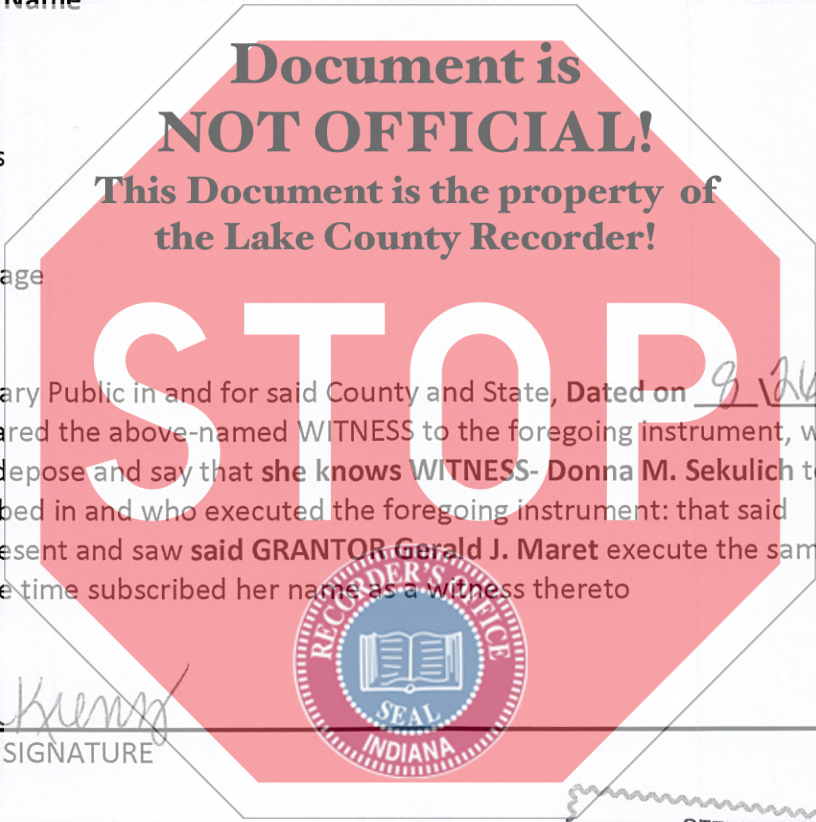 Name
Document is
NOT OFFICIAL!
s
This Document is the property of
the Lake County Recorder!
age
STOP
ary Public in and for said County and State, Dated on 8\26
ared the above-named WITNESS to the foregoing instrument, w
depose and say that she knows WITNESS- Donna M. Sekulich t
bed in and who executed the foregoing instrument: that said
esent and saw said GRANTOR Gerald J. Maret execute the sam
e time subscribed her name as a witness thereto
RECORDER'S OFFICE
SEAL
INDIANA
SIGNATURE